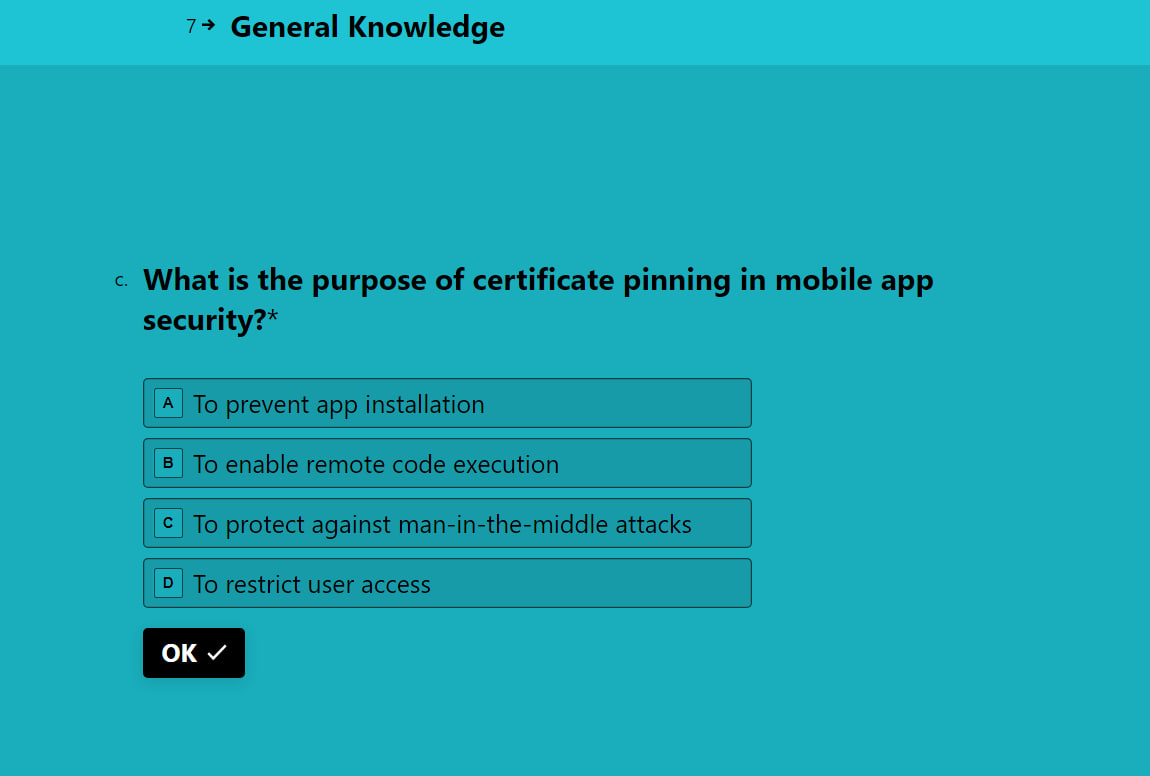 7→ General Knowledge
c. What is the purpose of certificate pinning in mobile app
security?*
A To prevent app installation
B To enable remote code execution
C To protect against man-in-the-middle attacks
D To restrict user access
OK ✓